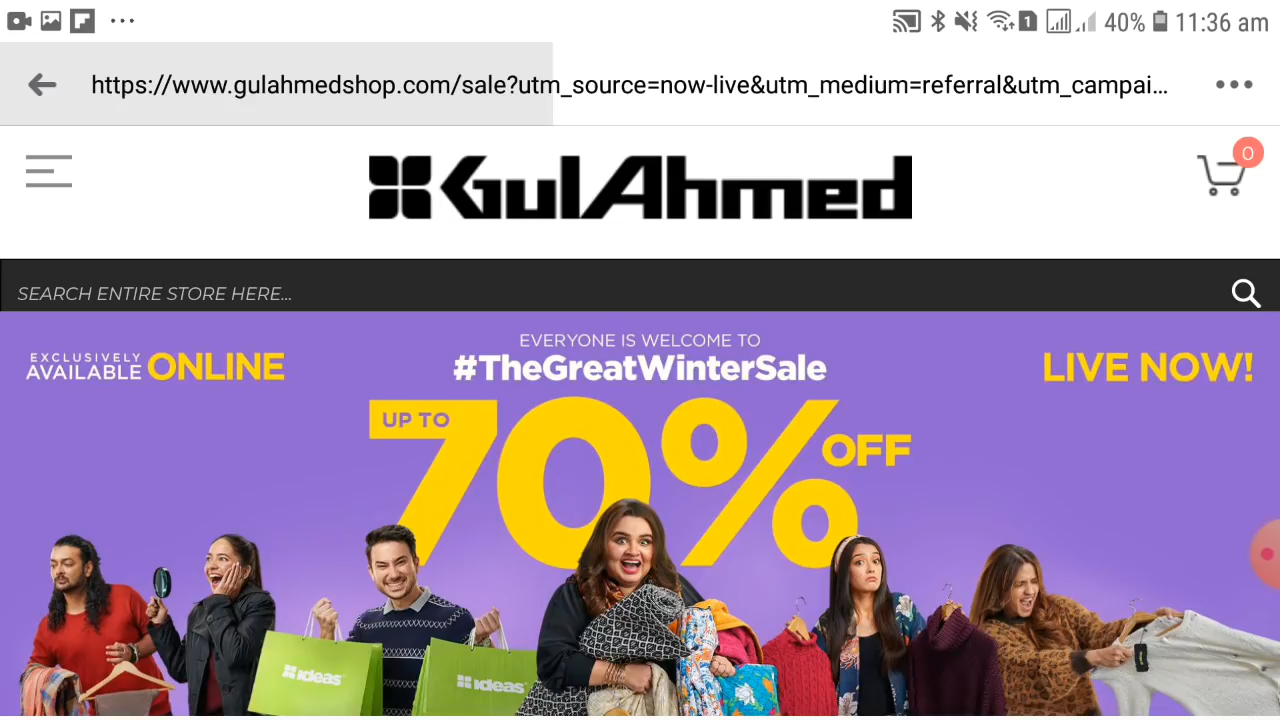 1 40% 11:36 am
https://www.gulahmedshop.com/sale?utm_source=now-live&utm_medium=referral&utm_campai...
GulAhmed
0
SEARCH ENTIRE STORE HERE...
EVERYONE IS WELCOME TO
#TheGreatWinterSale
EXCLUSIVELY
AVAILABLE ONLINE
LIVE NOW!
UP TO
70% OFF
ideas
ideas